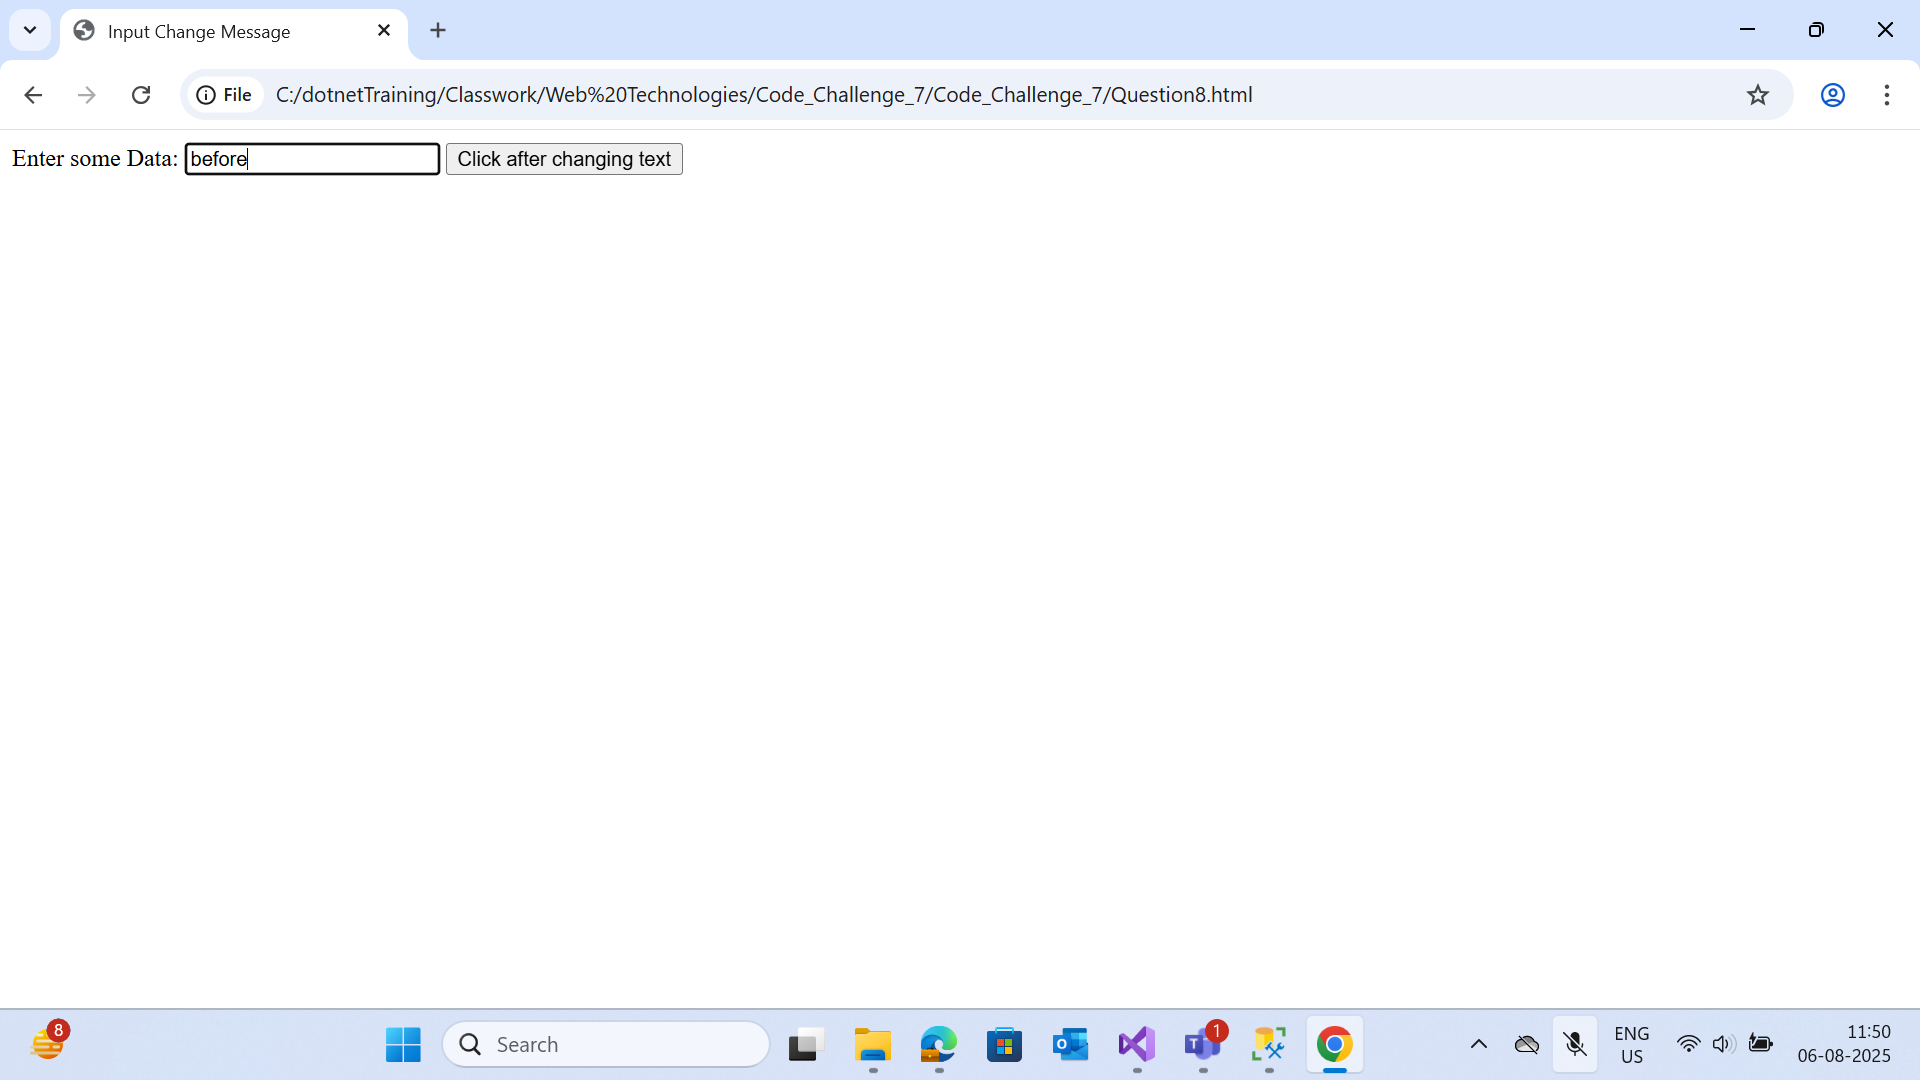 Input Change Message
File C:/dotnetTraining/Classwork/Web%20Technologies/Code_Challenge_7/Code_Challenge_7/Question8.html
Enter some Data: before Click after changing text
8
Search
1
ENG
US
11:50
06-08-2025